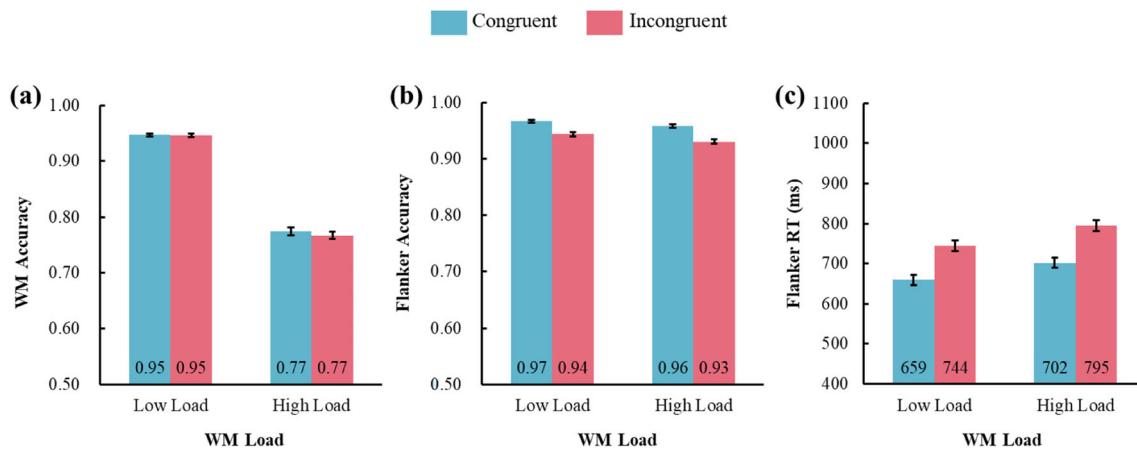 Congruent Incongruent
(a)
1.00
0.90
0.80
0.70
0.60
0.50
WM Accuracy
0.95 0.95 0.77 0.77
Low Load High Load
WM Load
(b)
1.00
0.90
0.80
0.70
0.60
0.50
Flanker Accuracy
0.97 0.94 0.96 0.93
Low Load High Load
WM Load
(c)
1100
1000
900
800
700
600
500
400
Flanker RT (ms)
659 744 702 795
Low Load High Load
WM Load